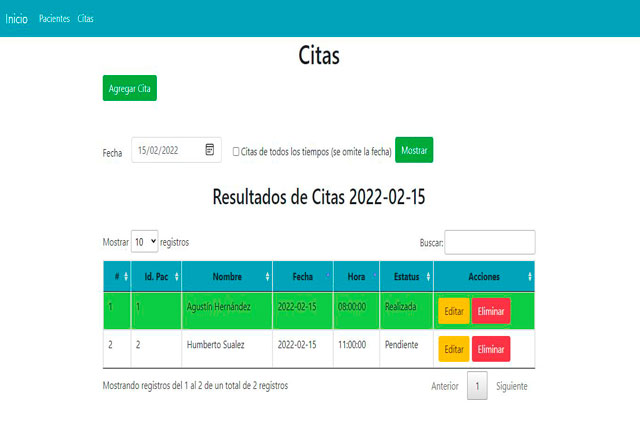 Inicio Pacientes Citas
Citas
Agregar Cita
Fecha 15/02/2022 Citas de todos los tiempos (se omite la fecha) Mostrar
Resultados de Citas 2022-02-15
Mostrar 10 registros Buscar:
# Id. Pac Nombre Fecha Hora Estatus Acciones
1 1 Agustín Hernández 2022-02-15 08:00:00 Realizada Editar Eliminar
2 2 Humberto Sualez 2022-02-15 11:00:00 Pendiente Editar Eliminar
Mostrando registros del 1 al 2 de un total de 2 registros Anterior 1 Siguiente